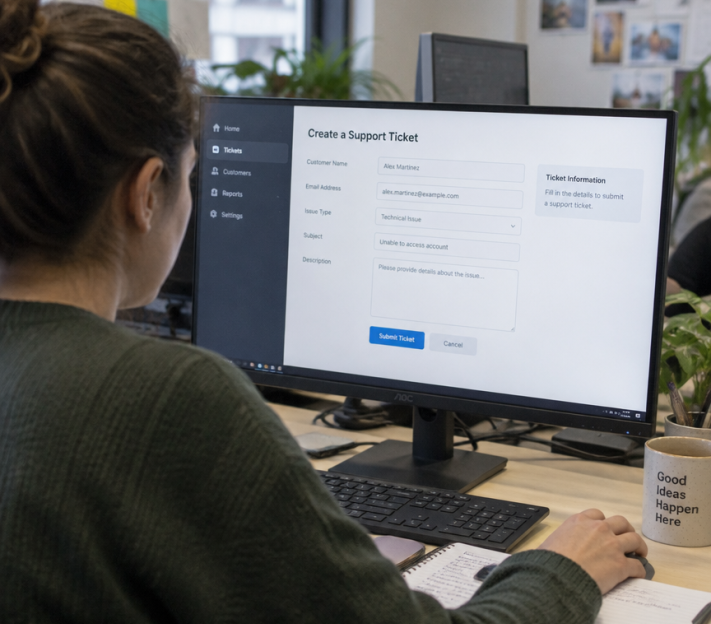 Home
Tickets
Customers
Reports
Settings
Create a Support Ticket
Customer Name
Alex Martinez
Email Address
alex.martinez@example.com
Issue Type
Technical Issue
Subject
Unable to access account
Description
Please provide details about the issue...
Submit Ticket
Cancel
Ticket Information
Fill in the details to submit
a support ticket.
AOC
Good
Ideas
Happen
Here